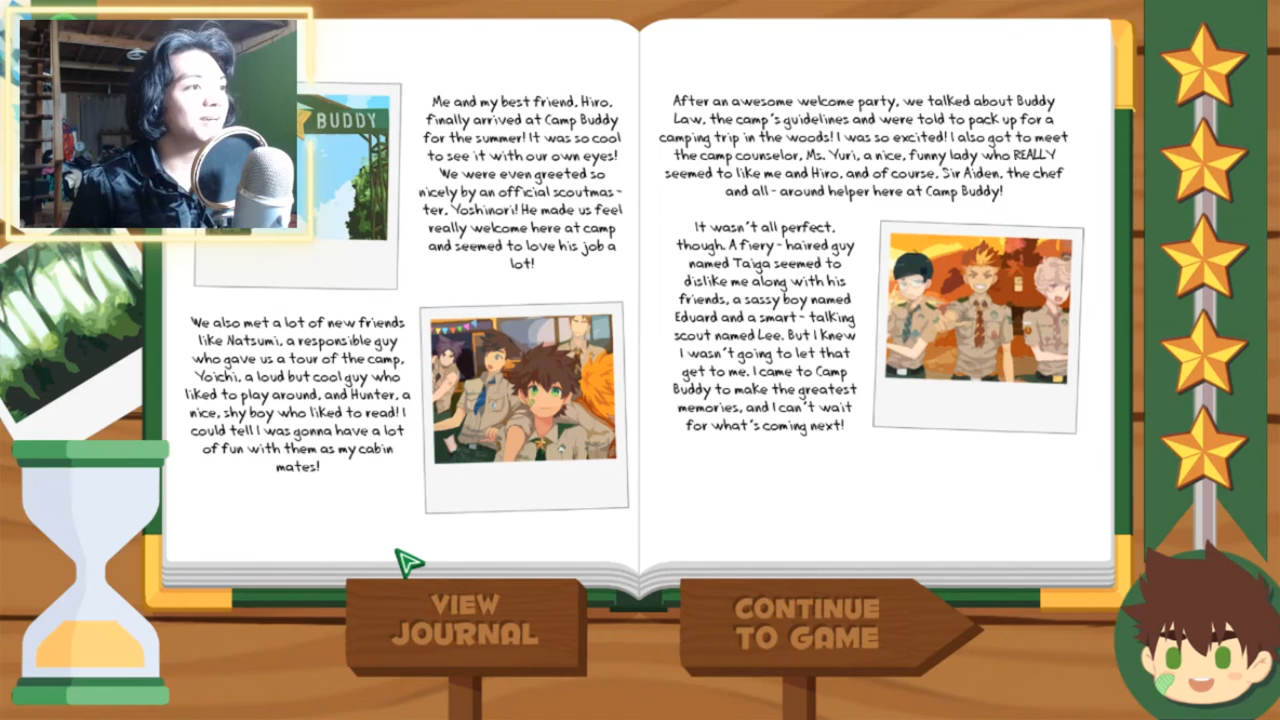 BUDDY
Me and my best friend, Hiro,
finally arrived at Camp Buddy
for the summer! It was so cool
to see it with our own eyes!
We were even greeted so
nicely by an official scoutmas-
ter, Yoshinori! He made us feel
really welcome here at camp
and seemed to love his job a
lot!
We also met a lot of new friends
like Natsumi, a responsible guy
who gave us a tour of the camp,
Yoichi, a loud but cool guy who
liked to play around, and Hunter, a
nice, shy boy who liked to read! I
could tell I was gonna have a lot
of fun with them as my cabin
mates!
After an awesome welcome party, we talked about Buddy
Law, the camp's guidelines and were told to pack up for a
camping trip in the woods! I was so excited! I also got to meet
the camp counselor, Ms. Yuri, a nice, funny lady who REALLY
seemed to like me and Hiro, and of course, Sir Aiden, the chef
and all-around helper here at Camp Buddy!
It wasn't all perfect,
though. A fiery-haired guy
named Taiga seemed to
dislike me along with his
friends, a sassy boy named
Eduard and a smart-talking
scout named Lee. But I Knew
I wasn't going to let that
get to me. I came to Camp
Buddy to make the greatest
memories, and I can't wait
for what's coming next!
VIEW
JOURNAL
CONTINUE
TO GAME